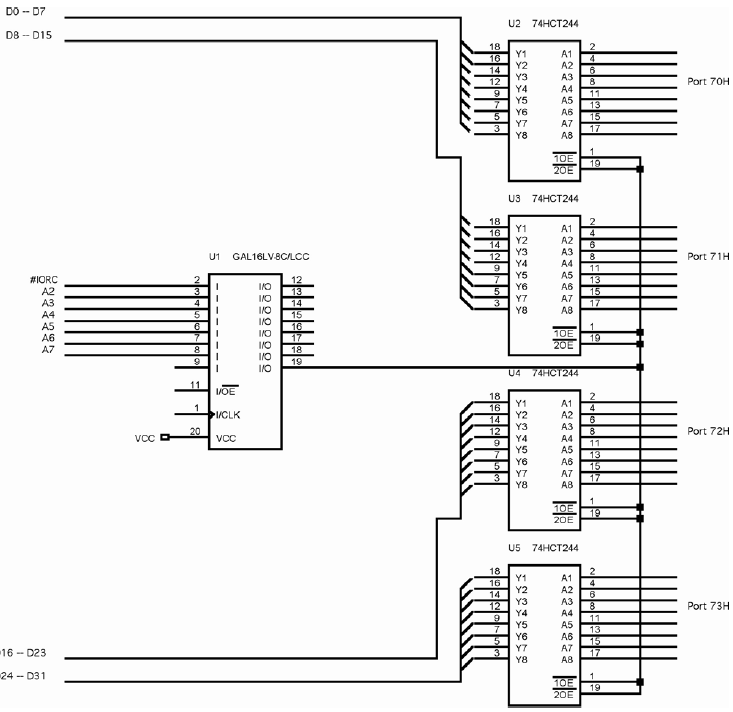 D0 -- D7
D8 -- D15
U2 74HCT244
18 Y1 A1 2
16 Y2 A2 4
14 Y3 A3 6
12 Y4 A4 8
9 Y5 A5 11
7 Y6 A6 13
5 Y7 A7 15
3 Y8 A8 17
1OE 1
2OE 19
Port 70H
U3 74HCT244
18 Y1 A1 2
16 Y2 A2 4
14 Y3 A3 6
12 Y4 A4 8
9 Y5 A5 11
7 Y6 A6 13
5 Y7 A7 15
3 Y8 A8 17
1OE 1
2OE 19
Port 71H
U1 GAL16LV-8C/LCC
#IORC 2 I I/O 12
A2 3 I I/O 13
A3 4 I I/O 14
A4 5 I I/O 15
A5 6 I I/O 16
A6 7 I I/O 17
A7 8 I I/O 18
9 I I/O 19
11 I/OE
1 I/CLK
VCC 20 VCC
U4 74HCT244
18 Y1 A1 2
16 Y2 A2 4
14 Y3 A3 6
12 Y4 A4 8
9 Y5 A5 11
7 Y6 A6 13
5 Y7 A7 15
3 Y8 A8 17
1OE 1
2OE 19
Port 72H
U5 74HCT244
18 Y1 A1 2
16 Y2 A2 4
14 Y3 A3 6
12 Y4 A4 8
9 Y5 A5 11
7 Y6 A6 13
5 Y7 A7 15
3 Y8 A8 17
1OE 1
2OE 19
Port 73H
16 -- D23
24 -- D31